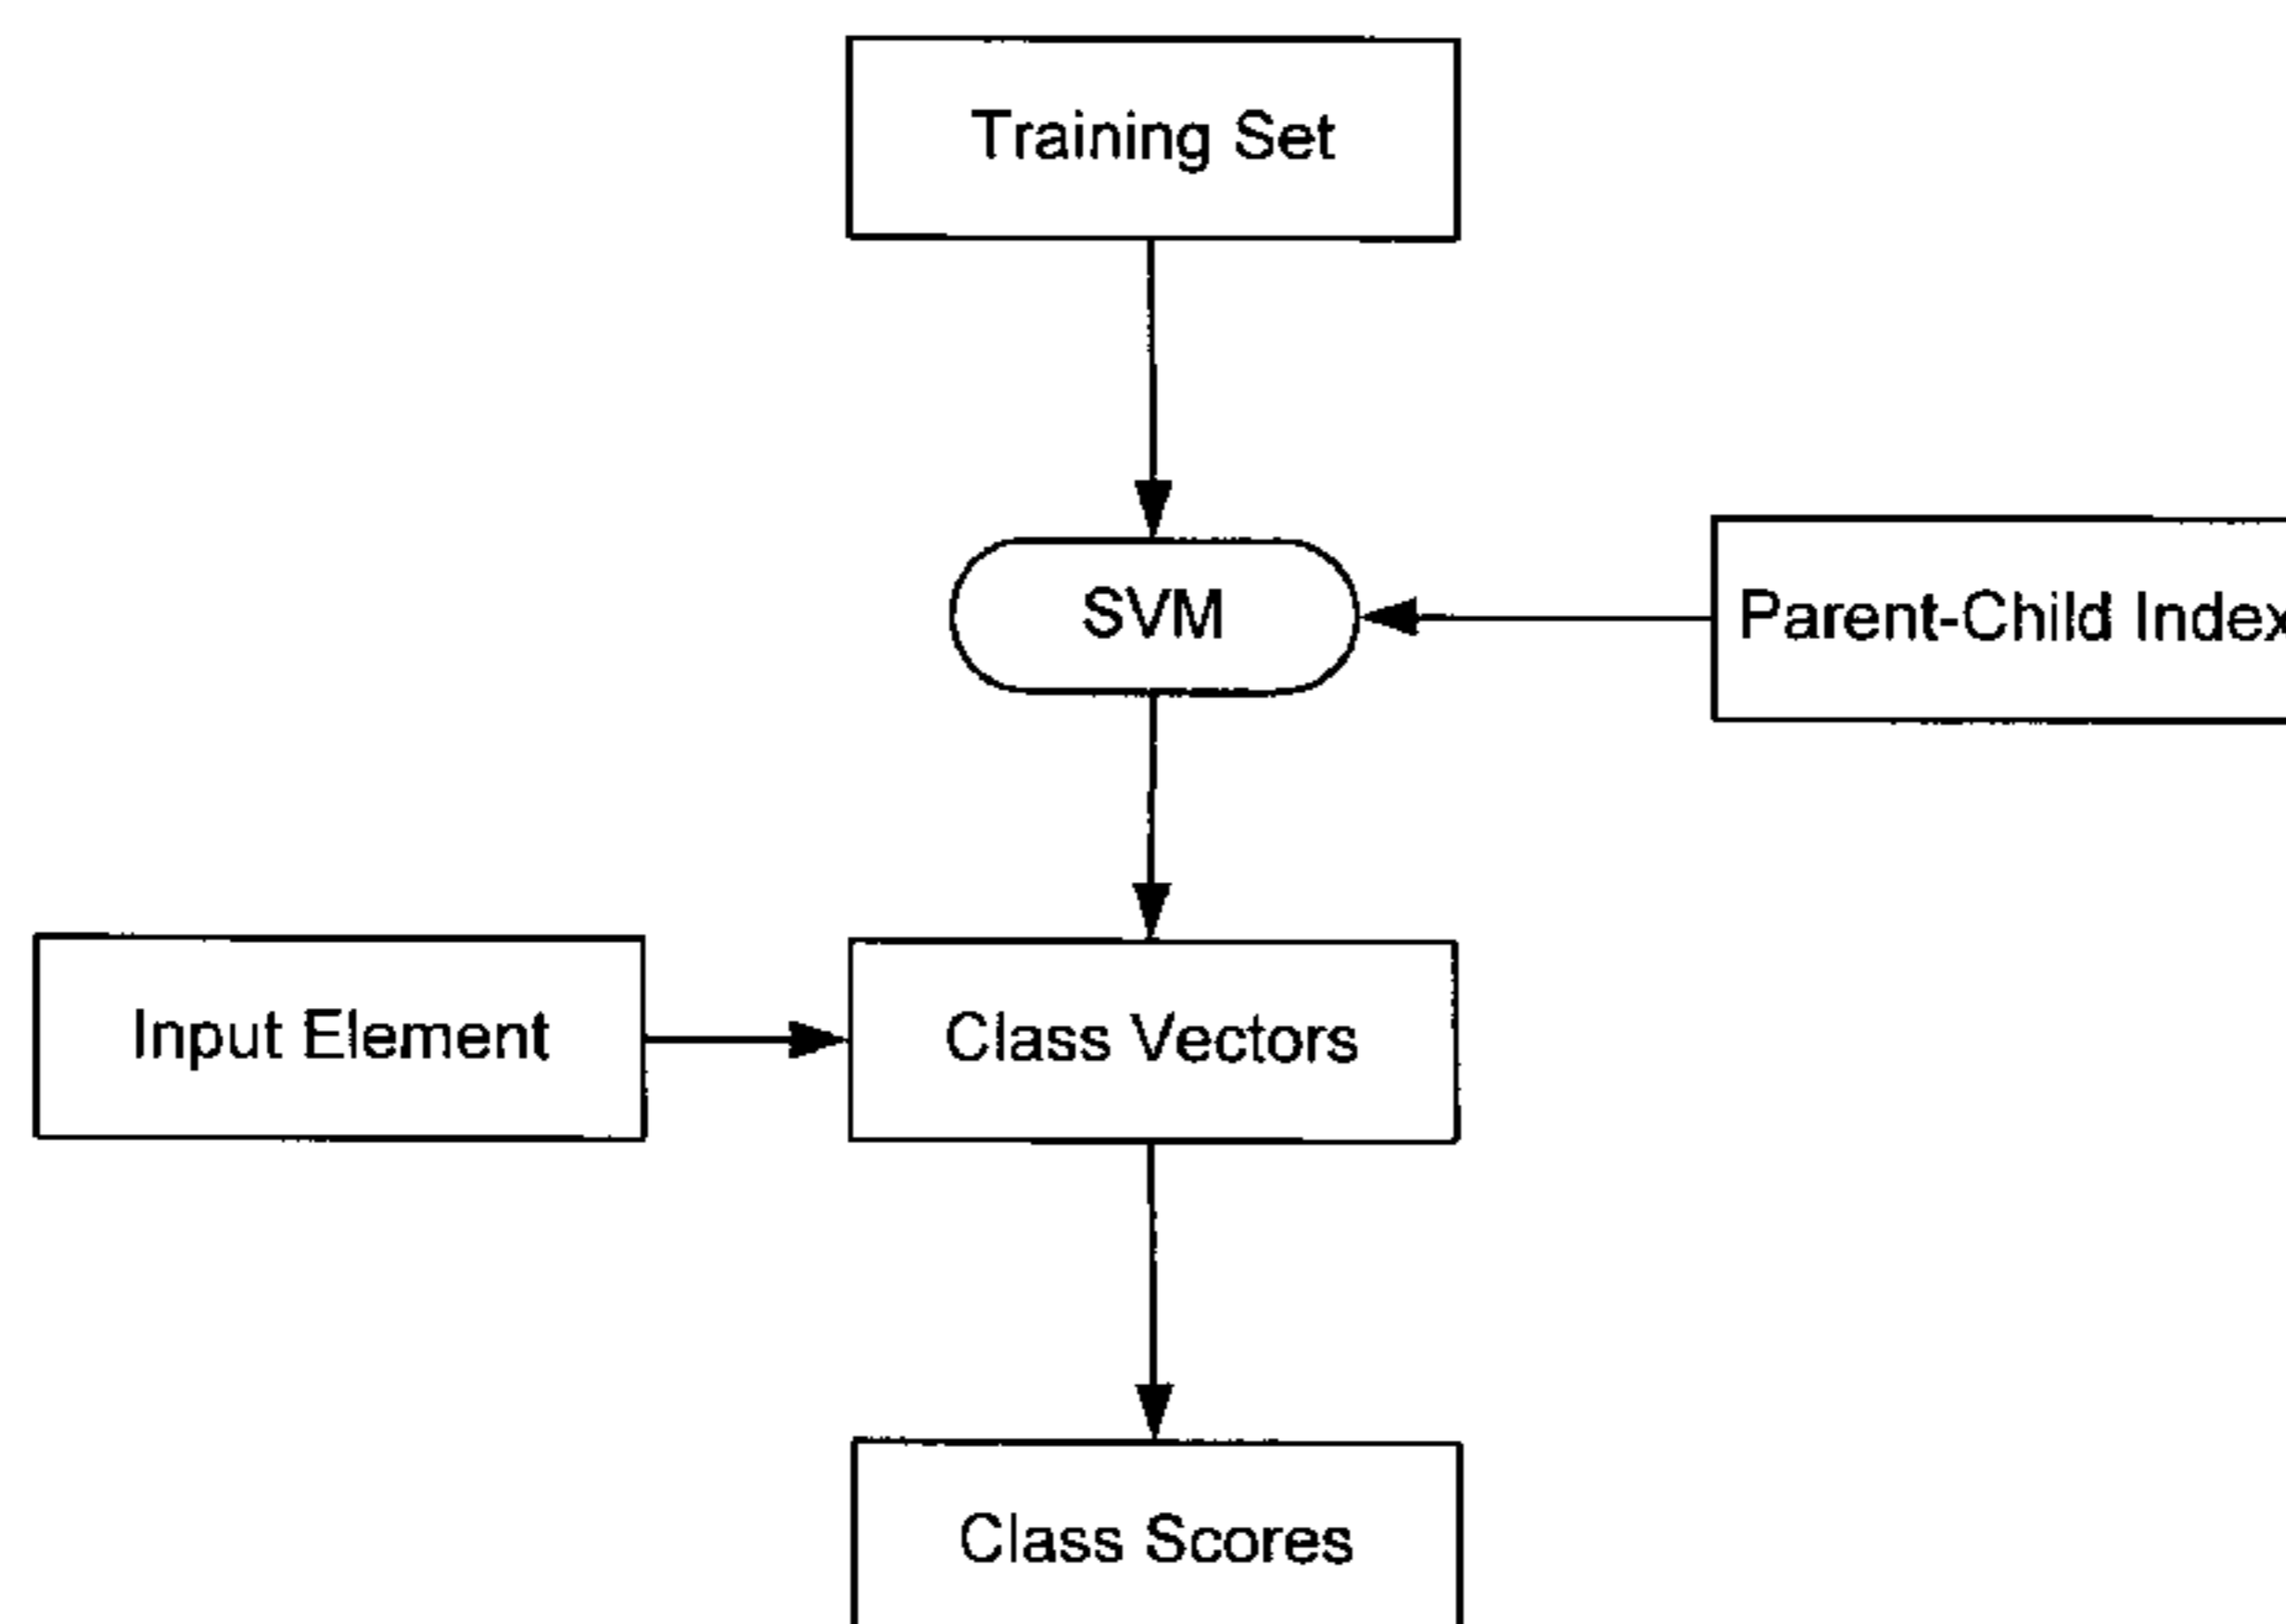 Training Set
SVM
Parent-Child Index
Input Element
Class Vectors
Class Scores